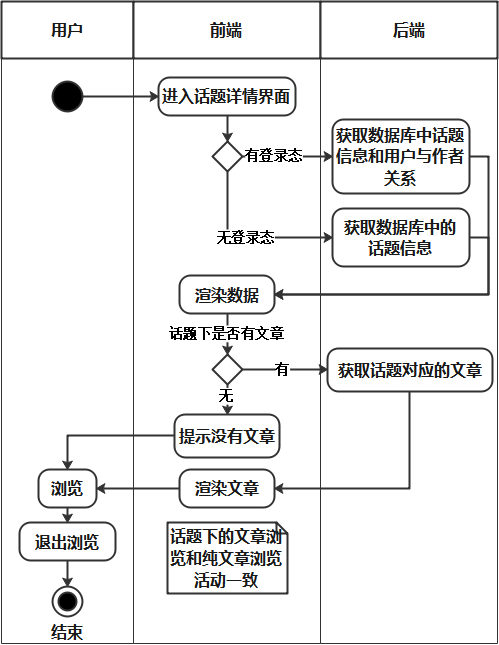 用户
前端
后端
进入话题详情界面
有登录态
获取数据库中话题
信息和用户与作者
关系
无登录态
获取数据库中的
话题信息
渲染数据
话题下是否有文章
有
获取话题对应的文章
无
提示没有文章
浏览
渲染文章
退出浏览
话题下的文章浏
览和纯文章浏览
活动一致
结束